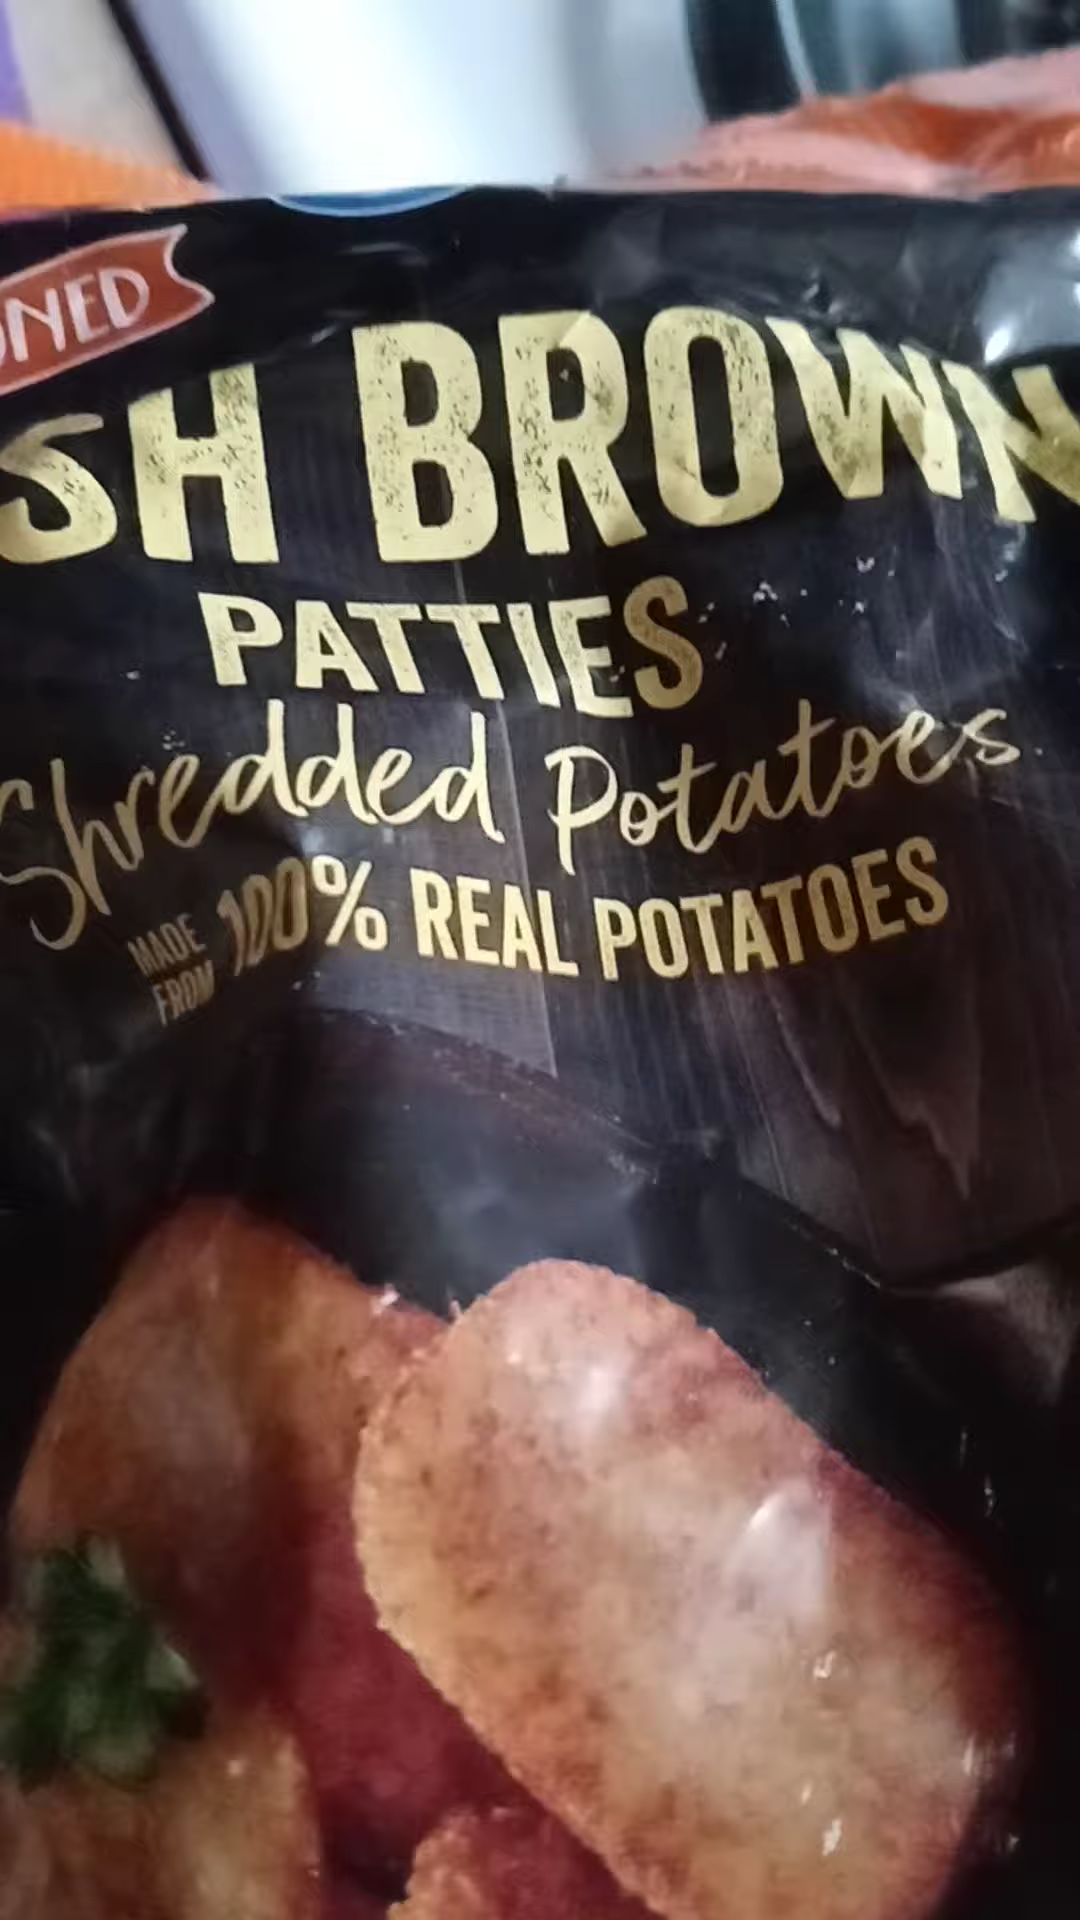 ONED
SH BROWN
PATTIES
Shredded Potatoes
MADE FROM 100% REAL POTATOES